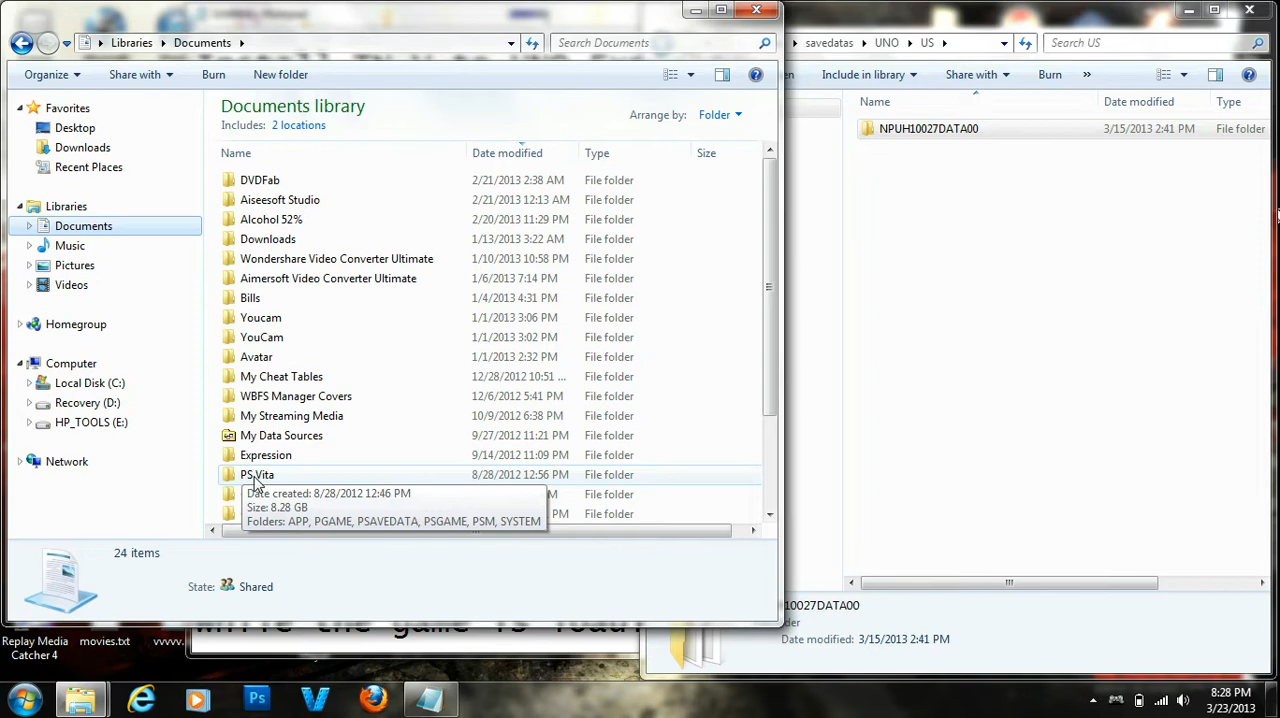 Libraries Documents
Search Documents
savedatas UNO US
Search US
Organize Share with Burn New folder
Include in library Share with Burn »
Favorites
Desktop
Downloads
Recent Places
Libraries
Documents
Music
Pictures
Videos
Homegroup
Computer
Local Disk (C:)
Recovery (D:)
HP_TOOLS (E:)
Network
Documents library
Includes: 2 locations
Arrange by: Folder
Name Date modified Type Size
DVDFab 2/21/2013 2:38 AM File folder
Aiseesoft Studio 2/21/2013 12:13 AM File folder
Alcohol 52% 2/20/2013 11:29 PM File folder
Downloads 1/13/2013 3:22 AM File folder
Wondershare Video Converter Ultimate 1/10/2013 10:58 PM File folder
Aimersoft Video Converter Ultimate 1/6/2013 7:14 PM File folder
Bills 1/4/2013 4:31 PM File folder
Youcam 1/1/2013 3:06 PM File folder
YouCam 1/1/2013 3:02 PM File folder
Avatar 1/1/2013 2:32 PM File folder
My Cheat Tables 12/28/2012 10:51 ... File folder
WBFS Manager Covers 12/6/2012 5:41 PM File folder
My Streaming Media 10/9/2012 6:38 PM File folder
My Data Sources 9/27/2012 11:21 PM File folder
Expression 9/14/2012 11:09 PM File folder
PS Vita 8/28/2012 12:56 PM File folder
Date created: 8/28/2012 12:46 PM
Size: 8.28 GB
Folders: APP, PGAME, PSAVEDATA, PSGAME, PSM, SYSTEM
File folder
File folder
24 items
State: Shared
Name Date modified Type
NPUH10027DATA00 3/15/2013 2:41 PM File folder
10027DATA00
Date modified: 3/15/2013 2:41 PM
Replay Media
Catcher 4
movies.txt
vvvvv.
8:28 PM
3/23/2013